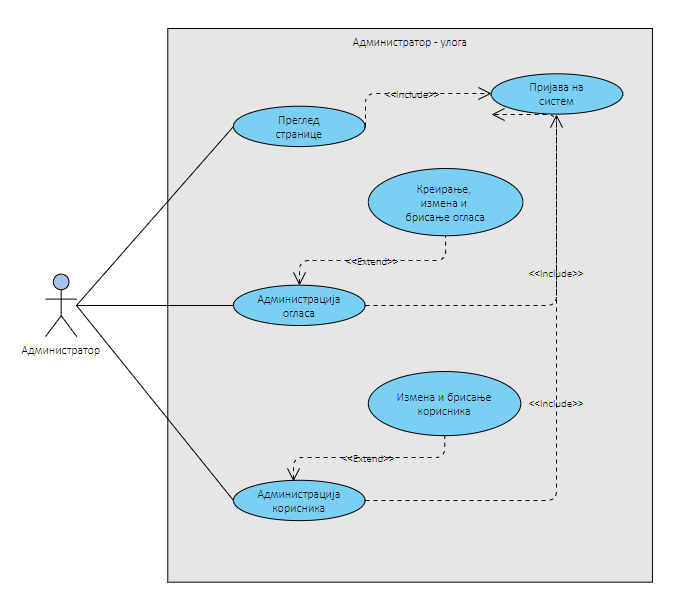 Администратор - улога
Пријава на
систем
<<Include>>
Преглед
странице
Креирање,
измена и
брисање огласа
<<Extend>>
<<Include>>
Администрација
огласа
Администратор
Измена и брисање
корисника
<<Include>>
<<Extend>>
Администрација
корисника